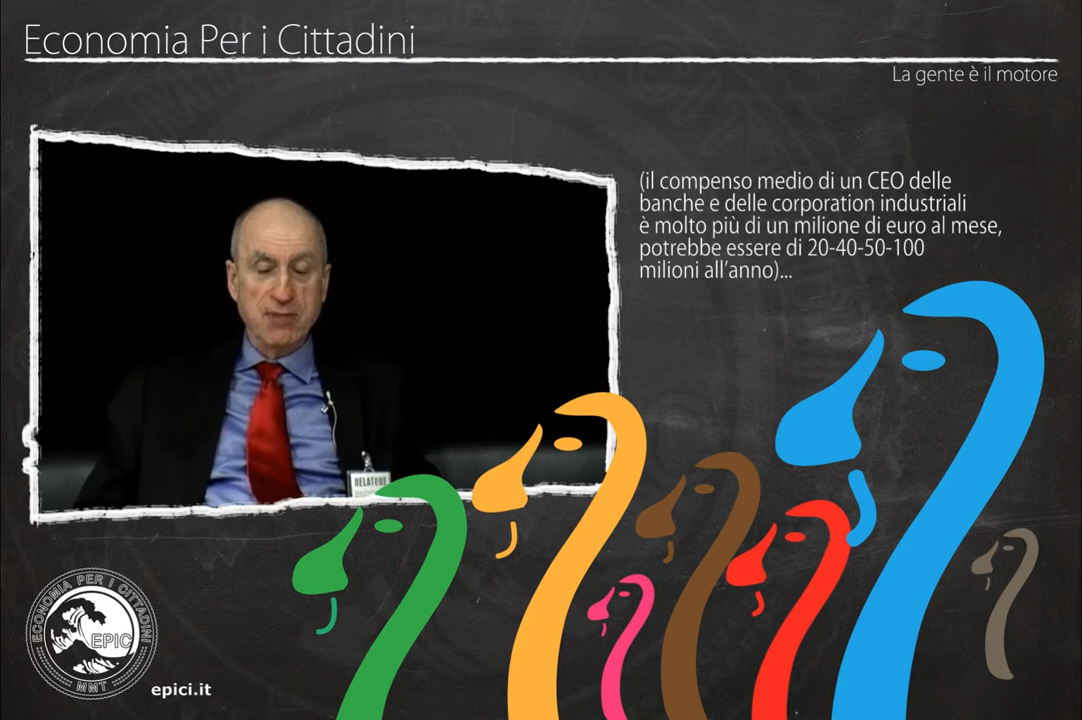 Economia Per i Cittadini
La gente è il motore
(il compenso medio di un CEO delle
banche e delle corporation industriali
è molto più di un milione di euro al mese,
potrebbe essere di 20-40-50-100
milioni all'anno)...
RELATORE
ECONOMIA PER I CITTADINI
EPIC
MMT
epici.it